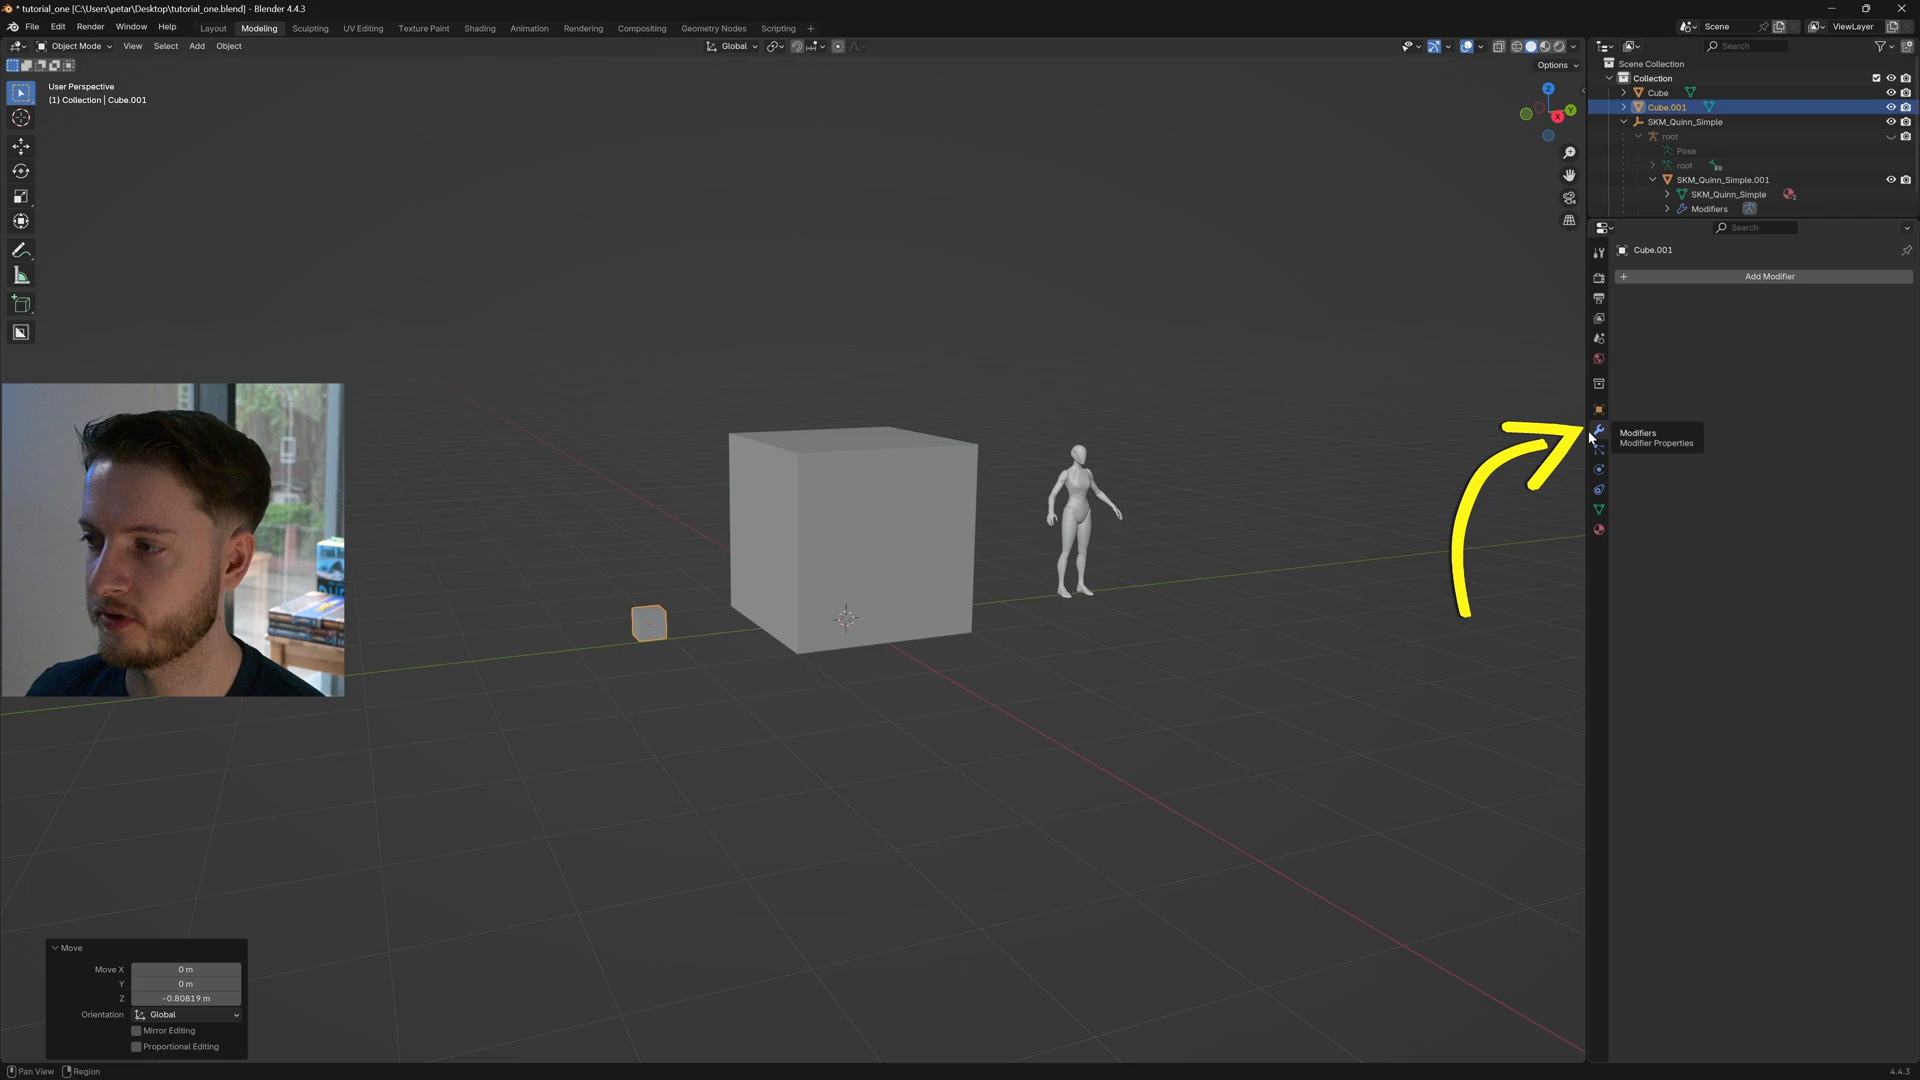 * tutorial_one [C:\Users\petar\Desktop\tutorial_one.blend] - Blender 4.4.3
File Edit Render Window Help Layout Modeling Sculpting UV Editing Texture Paint Shading Animation Rendering Compositing Geometry Nodes Scripting + Scene ViewLayer
Object Mode View Select Add Object Global Search
Options
User Perspective
(1) Collection | Cube.001
Z
Y
X
Scene Collection
Collection
Cube
Cube.001
SKM_Quinn_Simple
root
Pose
root
SKM_Quinn_Simple.001
SKM_Quinn_Simple 2
Modifiers
Search
Cube.001
+ Add Modifier
Modifiers
Modifier Properties
Move
Move X 0 m
Y 0 m
Z -0.80819 m
Orientation Global
Mirror Editing
Proportional Editing
Pan View Region 4.4.3